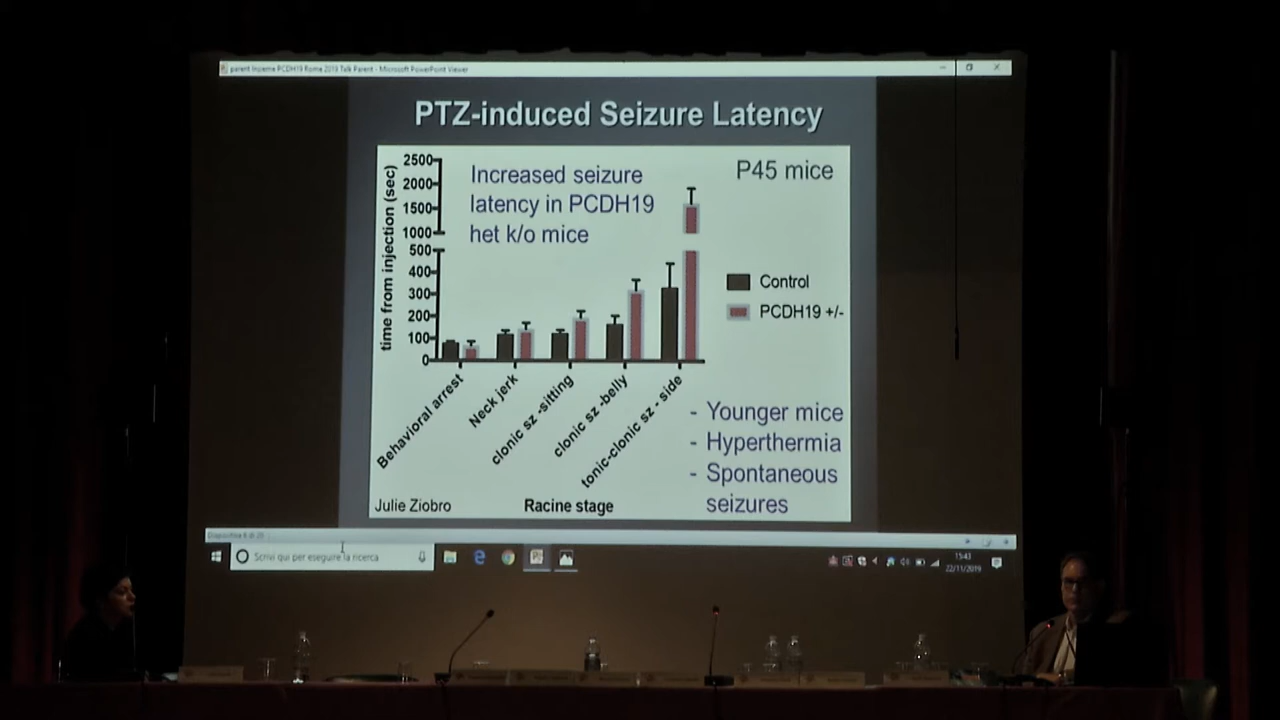 parent Insieme PCDH19 Rome 2019 Talk Parent - Microsoft PowerPoint Viewer
PTZ-induced Seizure Latency
time from injection (sec)
2500
2000
1500
1000
500
400
300
200
100
0
Increased seizure
latency in PCDH19
het k/o mice
P45 mice
Control
PCDH19 +/-
Behavioral arrest
Neck jerk
clonic sz -sitting
clonic sz -belly
tonic-clonic sz - side
- Younger mice
- Hyperthermia
- Spontaneous
seizures
Julie Ziobro
Racine stage
Scrivi qui per eseguire la ricerca
15:43
22/11/2019